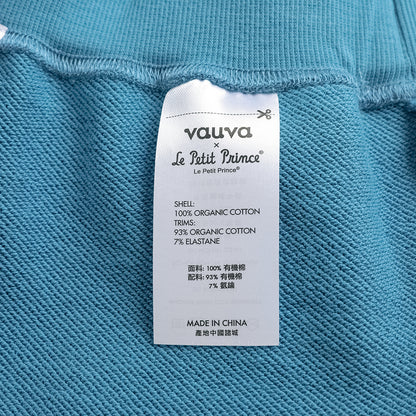 vauva
×
Le Petit Prince®
Le Petit Prince®
SHELL:
100% ORGANIC COTTON
TRIMS:
93% ORGANIC COTTON
7% ELASTANE
面料: 100% 有機棉
配料: 93% 有機棉
7% 氨綸
MADE IN CHINA
產地中國諸城